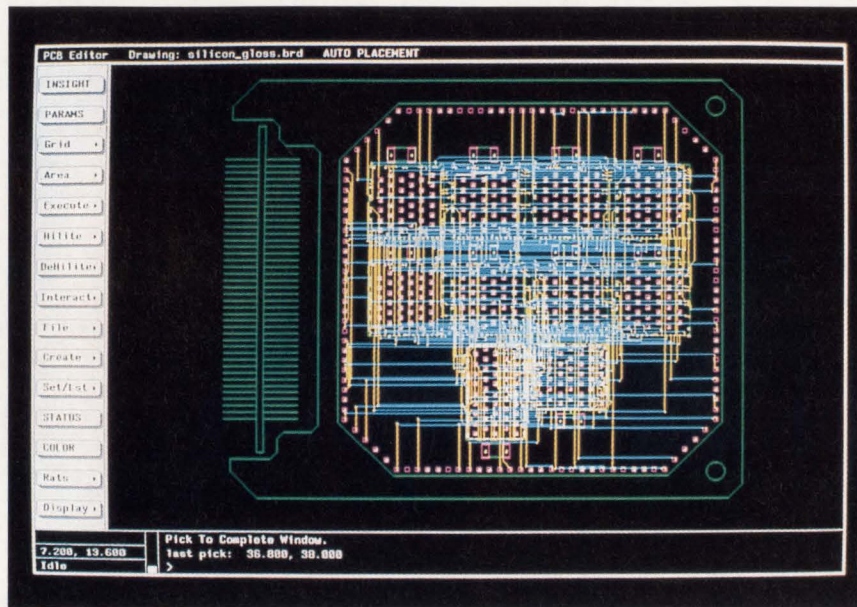 PCB Editor Drawing: silicon_gloss.brd AUTO PLACEMENT
INSIGHT
PARAMS
Grid
Area
Execute
Hilite
DeHilite
Interact
File
Create
Set/Lst
STATUS
COLOR
Rats
Display
Pick To Complete Window.
7.200, 13.600 last pick: 36.800, 38.000
Idle >